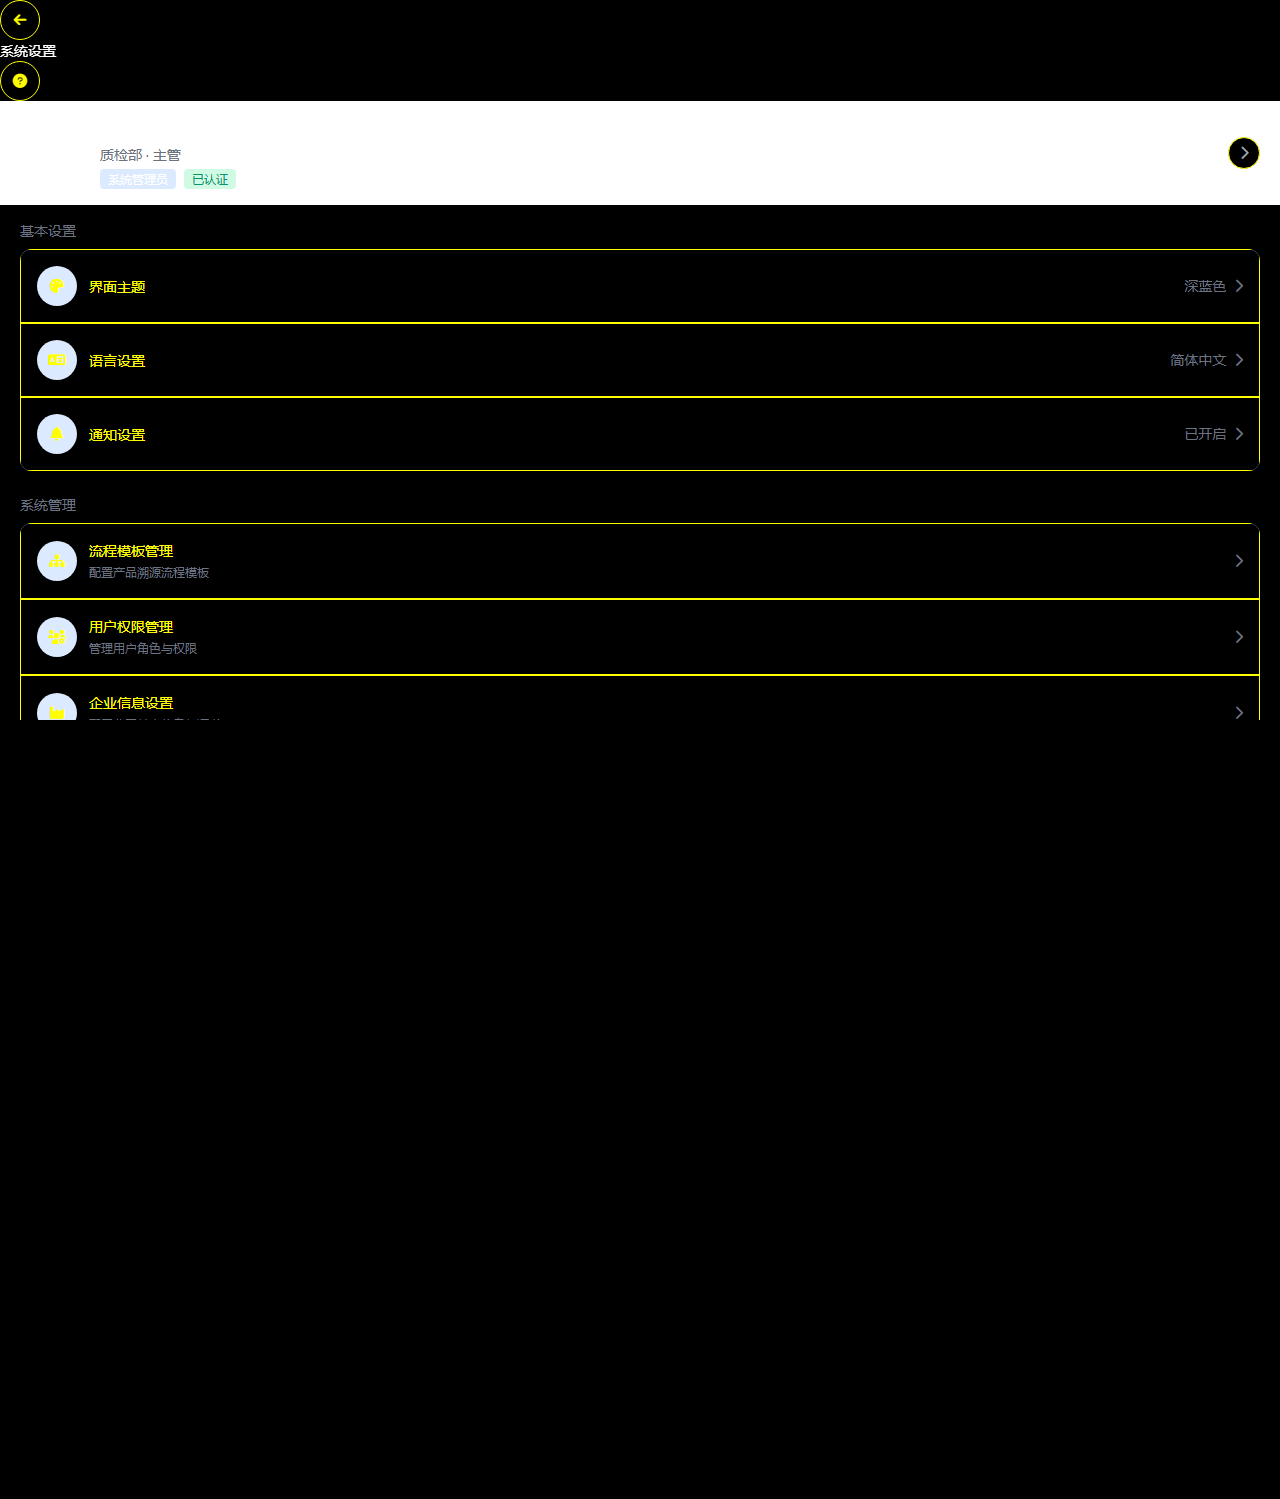 系统设置
质检部 · 主管
系统管理员 已认证
基本设置
界面主题 深蓝色
语言设置 简体中文
通知设置 已开启
系统管理
流程模板管理
配置产品溯源流程模板
用户权限管理
管理用户角色与权限
企业信息设置